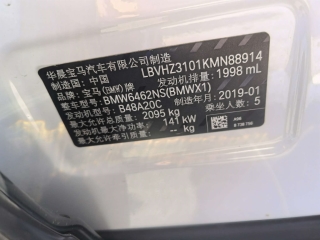 华晨宝马汽车有限公司制造
中国 制造 LBVHZ3101KMN88914
品牌 宝马(BMW)牌 发动机排量 1998 mL
型号 BMW6462NS(BMWX1)
发动机型号 B48A20C 制造年月 2019-01
最大允许总质量 2095 kg 乘坐人数 5
发动机最大净功率 141 kW
最大允许牵引质量 -- kg